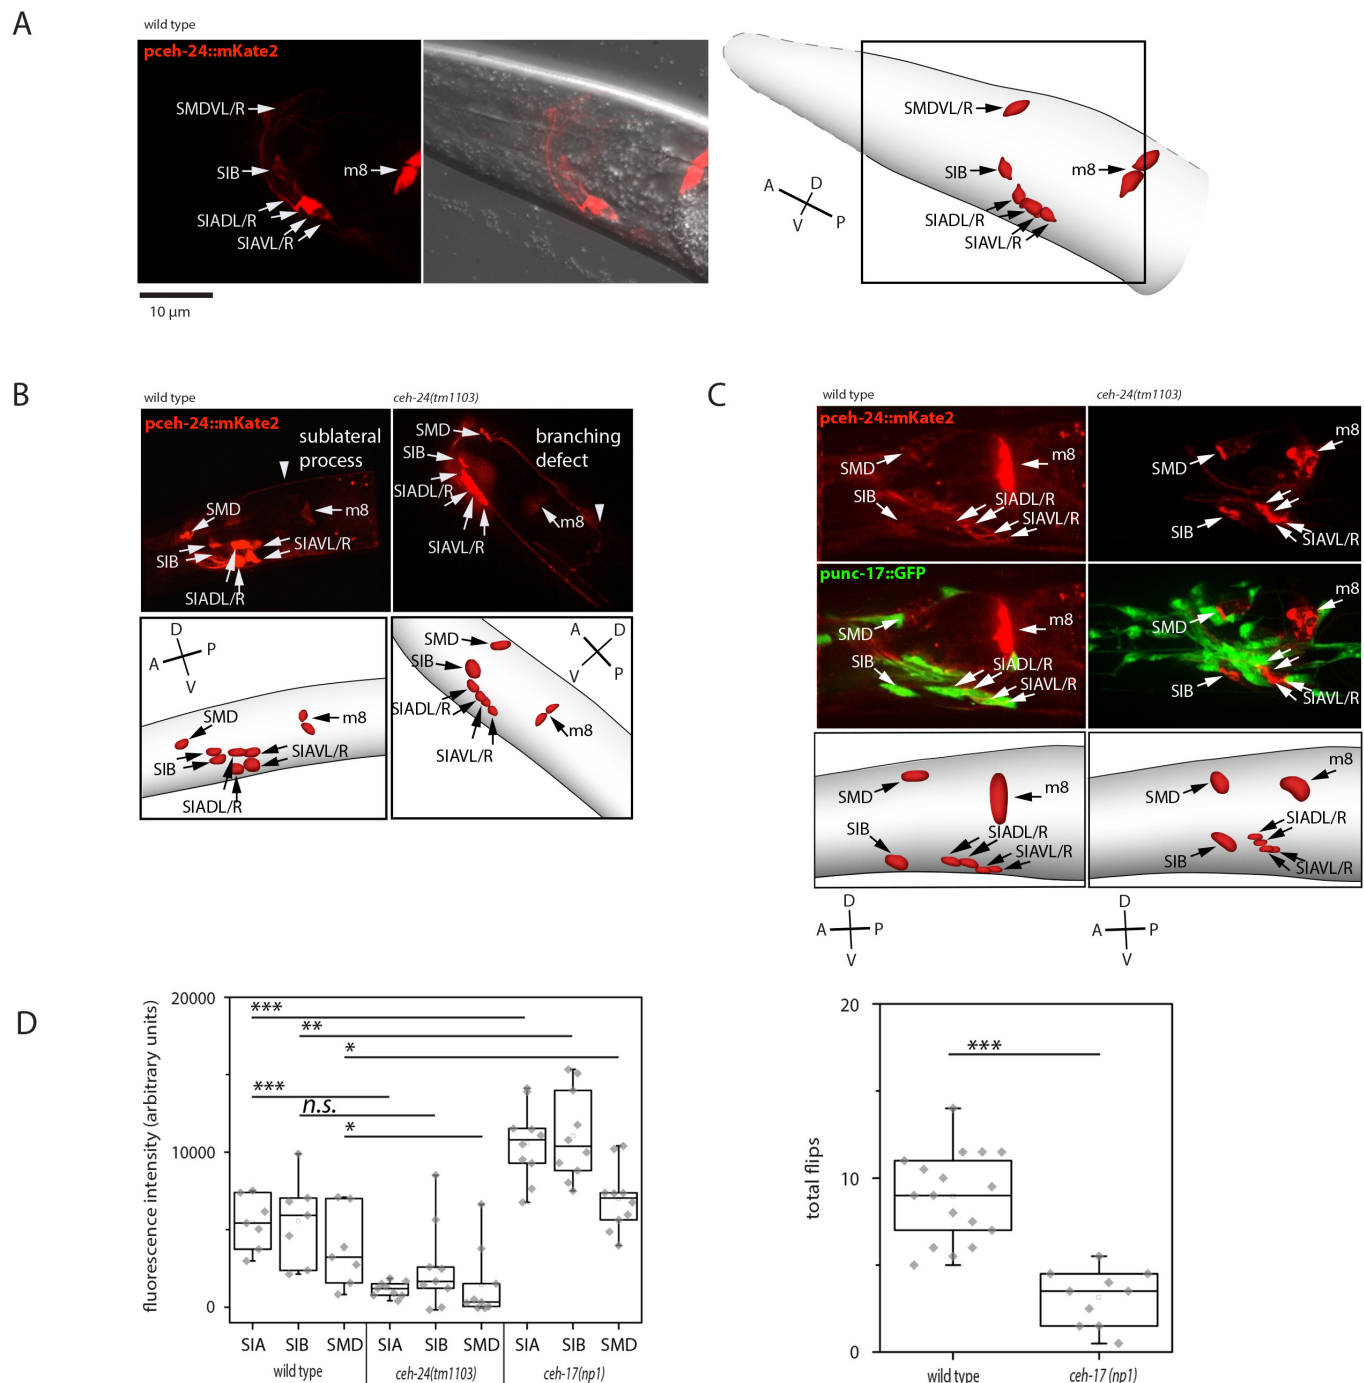 A
wild type
pceh-24::mKate2
SMDVL/R
SIB
m8
SIADL/R
SIAVL/R
10 µm
SMDVL/R
SIB
m8
SIADL/R
SIAVL/R
A
D
V
P
B
wild type
ceh-24(tm1103)
pceh-24::mKate2
sublateral
process
SMD
m8
SIB
SIAVL/R
SIADL/R
SMD
branching
defect
SIB
SIADL/R
m8
SIAVL/R
D
A
P
V
SMD
m8
SIB
SIAVL/R
SIADL/R
SMD
A
D
SIB
V
P
SIADL/R
m8
SIAVL/R
C
wild type
ceh-24(tm1103)
pceh-24::mKate2
SMD
m8
SIB
SIADL/R
SIAVL/R
m8
SMD
SIB
SIAVL/R
punc-17::GFP
SMD
m8
SIB
SIADL/R
SIAVL/R
m8
SMD
SIB
SIAVL/R
SMD
m8
SIB
SIADL/R
SIAVL/R
m8
SMD
SIADL/R
SIB
SIAVL/R
D
A
P
V
D
A
P
V
D
fluorescence intensity (arbitrary units)
20000
10000
0
***
**
*
***
n.s.
*
SIA
SIB
SMD
SIA
SIB
SMD
SIA
SIB
SMD
wild type
ceh-24(tm1103)
ceh-17(np1)
total flips
20
10
0
***
wild type
ceh-17 (np1)